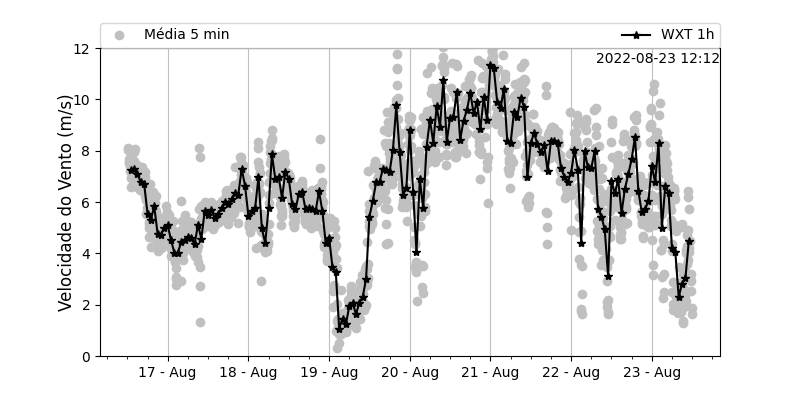 Média 5 min
WXT 1h
2022-08-23 12:12
Velocidade do Vento (m/s)
12
10
8
6
4
2
0
17 - Aug
18 - Aug
19 - Aug
20 - Aug
21 - Aug
22 - Aug
23 - Aug